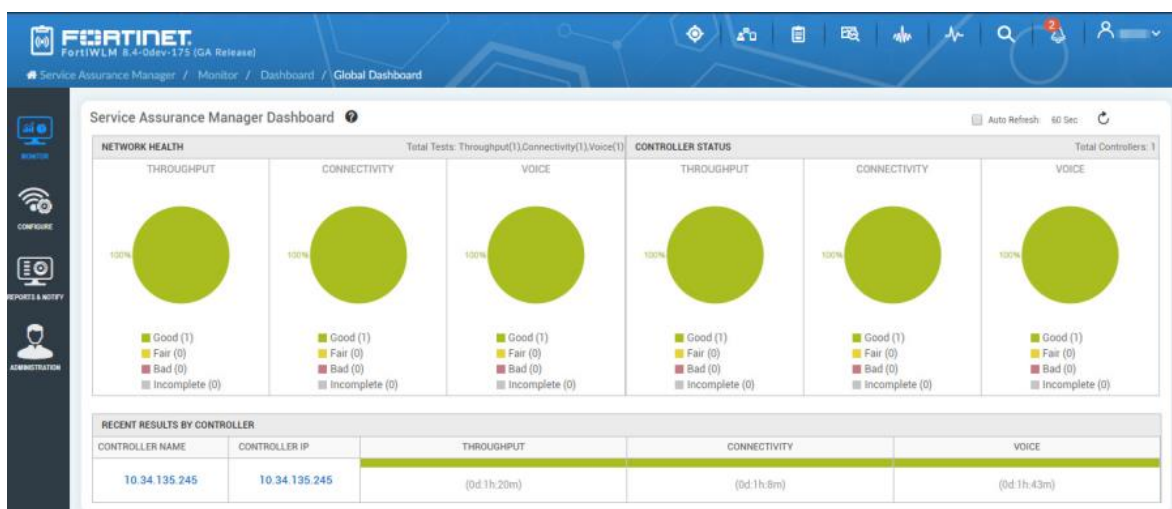 FORTINET
2
FortiWLM 8.4-0dev-175 (GA Release)
Service Assurance Manager / Monitor / Dashboard / Global Dashboard
Service Assurance Manager Dashboard ?
Auto Refresh 60 Sec
MONITOR
CONFIGURE
REPORTS & NOTIFY
ADMINISTRATION
NETWORK HEALTH Total Tests: Throughput(1),Connectivity(1),Voice(1)
THROUGHPUT CONNECTIVITY VOICE
100% 100% 100%
Good (1) Good (1) Good (1)
Fair (0) Fair (0) Fair (0)
Bad (0) Bad (0) Bad (0)
Incomplete (0) Incomplete (0) Incomplete (0)
CONTROLLER STATUS Total Controllers: 1
THROUGHPUT CONNECTIVITY VOICE
100% 100% 100%
Good (1) Good (1) Good (1)
Fair (0) Fair (0) Fair (0)
Bad (0) Bad (0) Bad (0)
Incomplete (0) Incomplete (0) Incomplete (0)
RECENT RESULTS BY CONTROLLER
CONTROLLER NAME CONTROLLER IP THROUGHPUT CONNECTIVITY VOICE
10.34.135.245 10.34.135.245 (0d:1h:20m) (0d:1h:8m) (0d:1h:43m)